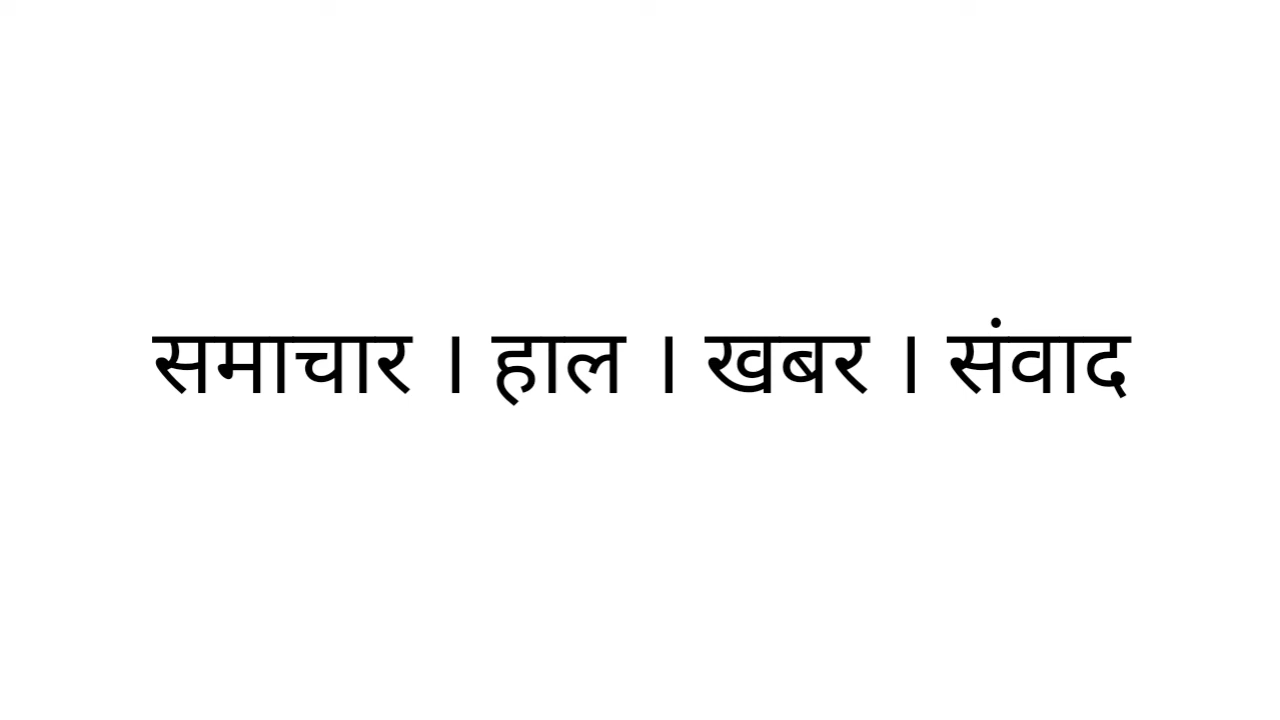 समाचार । हाल । खबर । संवाद